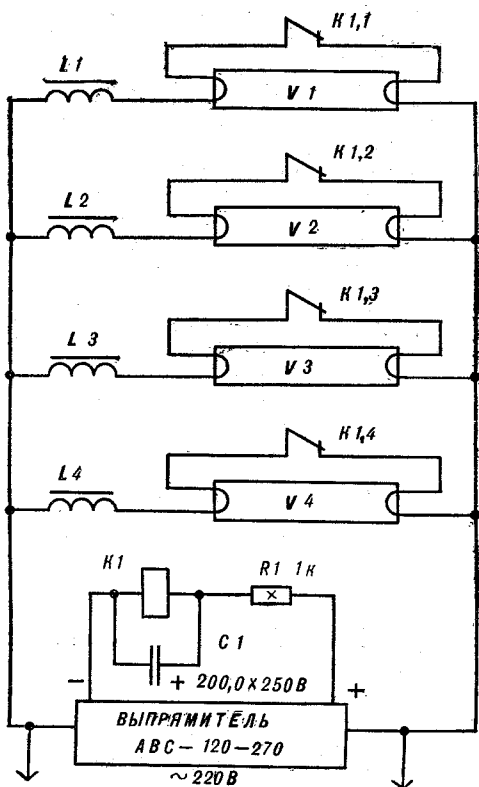 К1,1
L1
V1
К1,2
L2
V2
К1,3
L3
V3
К1,4
L4
V4
К1
R1 1к
C1
- + 200,0×250В +
ВЫПРЯМИТЕЛЬ
АВС-120-270
~220В